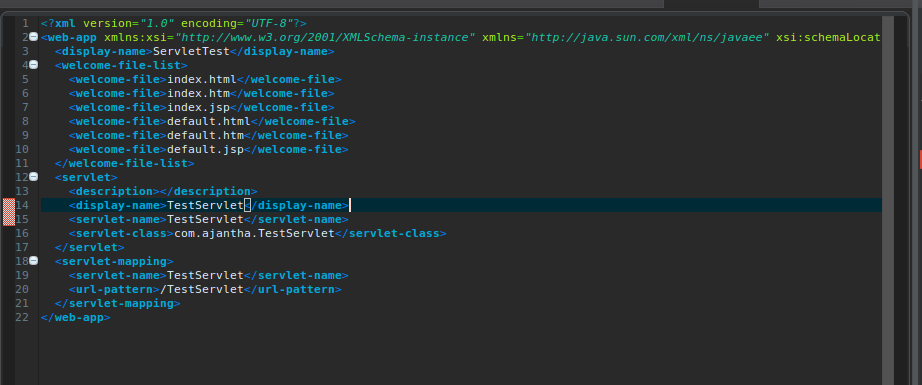 1 <?xml version="1.0" encoding="UTF-8"?>
2 <web-app xmlns:xsi="http://www.w3.org/2001/XMLSchema-instance" xmlns="http://java.sun.com/xml/ns/javaee" xsi:schemaLocat
3 <display-name>ServletTest</display-name>
4 <welcome-file-list>
5 <welcome-file>index.html</welcome-file>
6 <welcome-file>index.htm</welcome-file>
7 <welcome-file>index.jsp</welcome-file>
8 <welcome-file>default.html</welcome-file>
9 <welcome-file>default.htm</welcome-file>
10 <welcome-file>default.jsp</welcome-file>
11 </welcome-file-list>
12 <servlet>
13 <description></description>
14 <display-name>TestServlet</display-name>
15 <servlet-name>TestServlet</servlet-name>
16 <servlet-class>com.ajantha.TestServlet</servlet-class>
17 </servlet>
18 <servlet-mapping>
19 <servlet-name>TestServlet</servlet-name>
20 <url-pattern>/TestServlet</url-pattern>
21 </servlet-mapping>
22 </web-app>